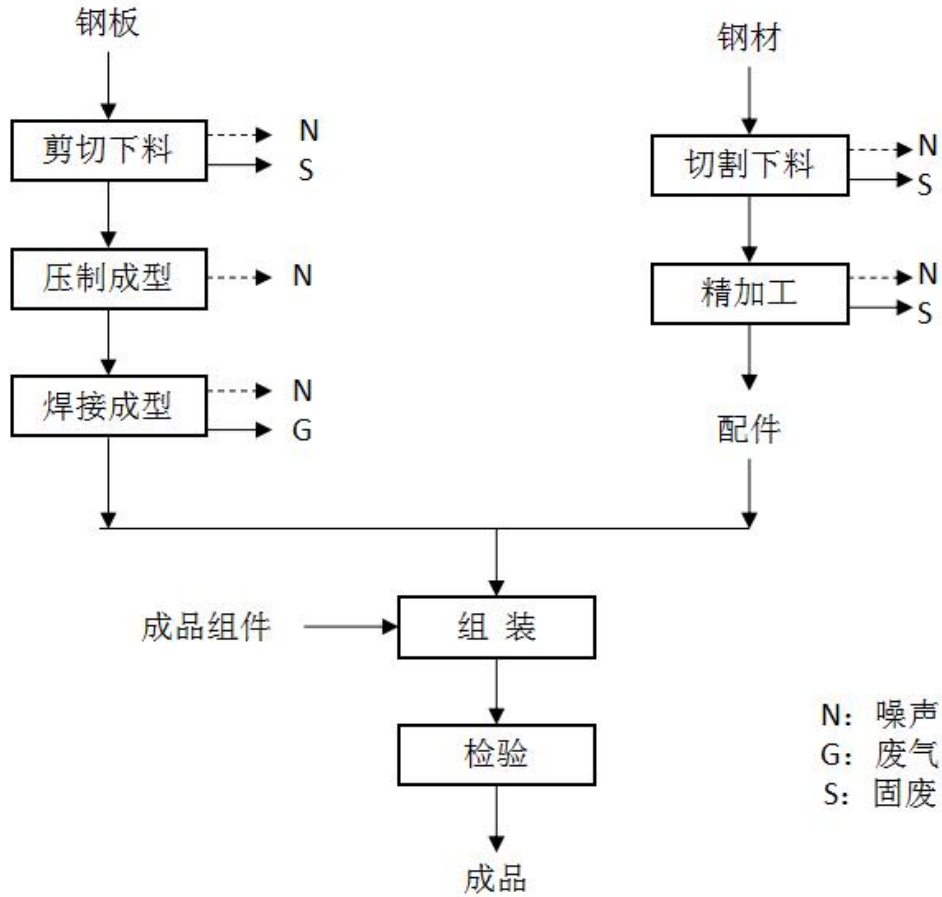 钢板
钢材
剪切下料
N
S
切割下料
N
S
压制成型
N
精加工
N
S
焊接成型
N
G
配件
成品组件
组 装
检验
成品
N：噪声
G：废气
S：固废